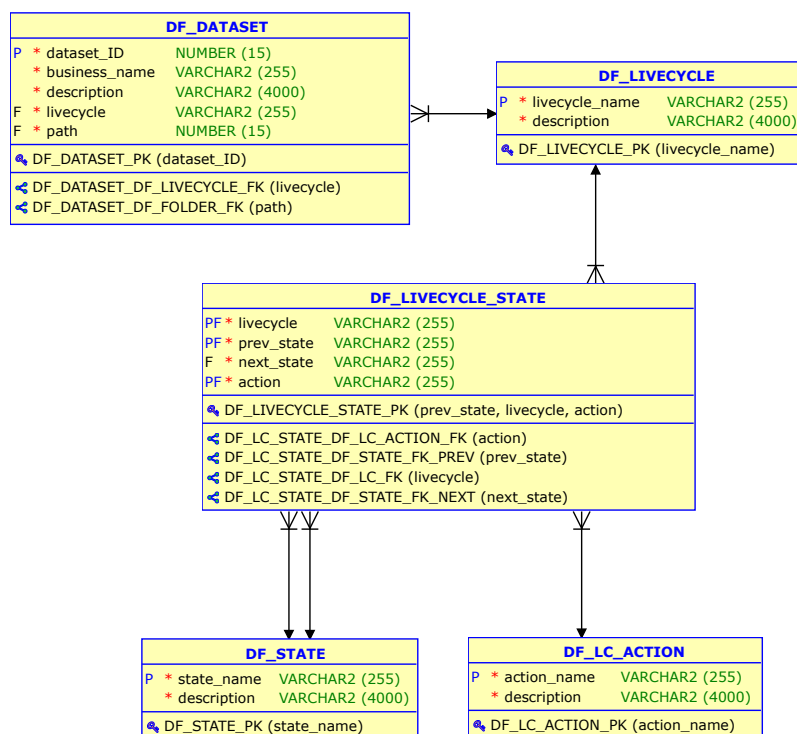 DF_DATASET
P * dataset_ID NUMBER (15)
* business_name VARCHAR2 (255)
* description VARCHAR2 (4000)
F * livecycle VARCHAR2 (255)
F * path NUMBER (15)
DF_DATASET_PK (dataset_ID)
DF_DATASET_DF_LIVECYCLE_FK (livecycle)
DF_DATASET_DF_FOLDER_FK (path)
DF_LIVECYCLE
P * livecycle_name VARCHAR2 (255)
* description VARCHAR2 (4000)
DF_LIVECYCLE_PK (livecycle_name)
DF_LIVECYCLE_STATE
PF * livecycle VARCHAR2 (255)
PF * prev_state VARCHAR2 (255)
F * next_state VARCHAR2 (255)
PF * action VARCHAR2 (255)
DF_LIVECYCLE_STATE_PK (prev_state, livecycle, action)
DF_LC_STATE_DF_LC_ACTION_FK (action)
DF_LC_STATE_DF_STATE_FK_PREV (prev_state)
DF_LC_STATE_DF_LC_FK (livecycle)
DF_LC_STATE_DF_STATE_FK_NEXT (next_state)
DF_STATE
P * state_name VARCHAR2 (255)
* description VARCHAR2 (4000)
DF_STATE_PK (state_name)
DF_LC_ACTION
P * action_name VARCHAR2 (255)
* description VARCHAR2 (4000)
DF_LC_ACTION_PK (action_name)